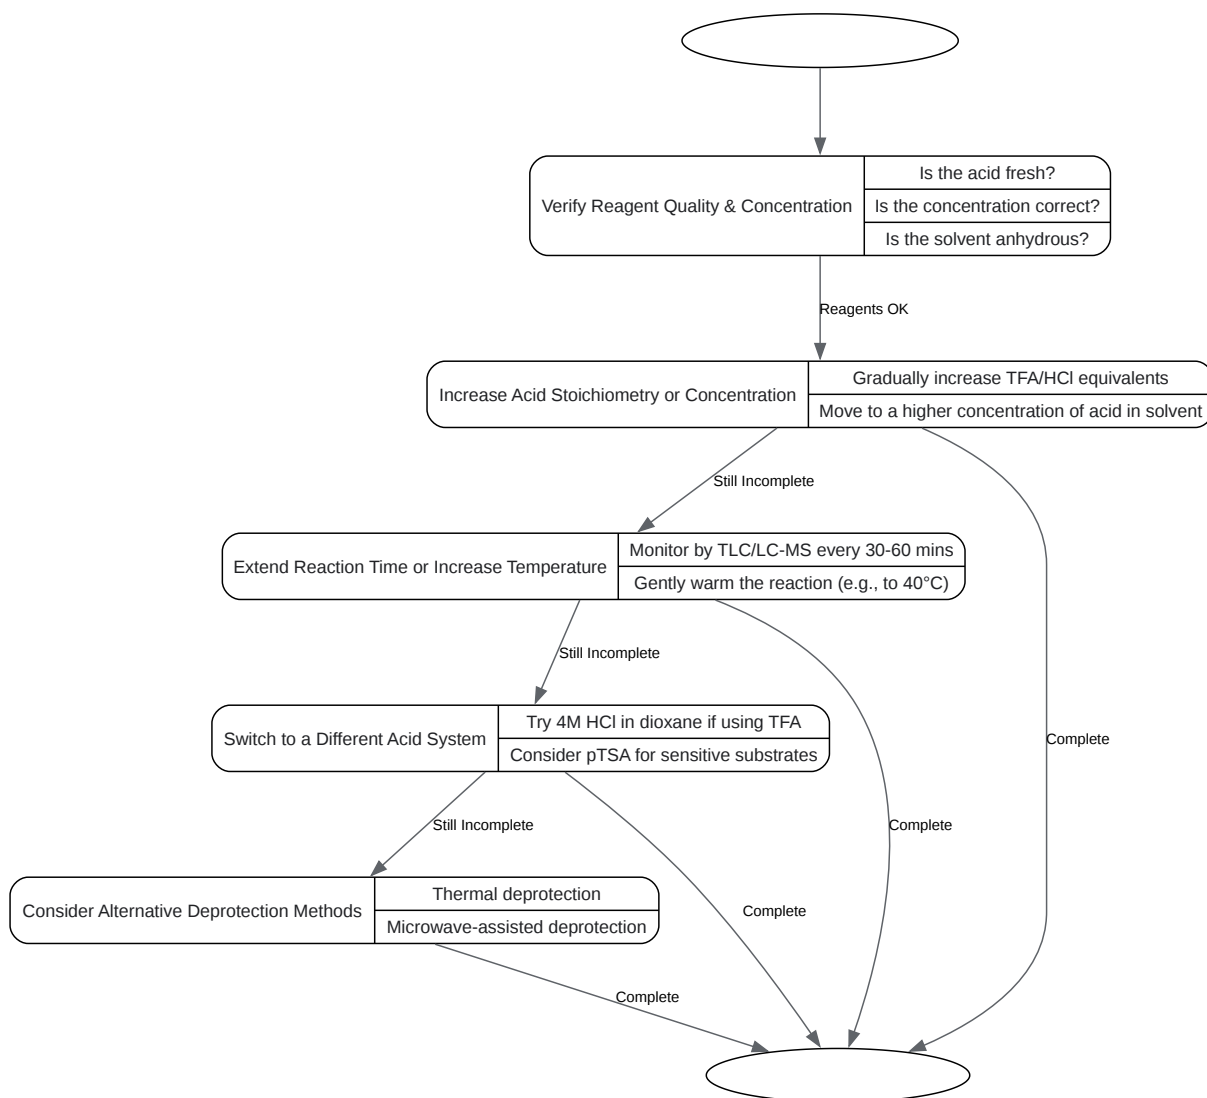 Verify Reagent Quality & Concentration
Is the acid fresh?
Is the concentration correct?
Is the solvent anhydrous?
Reagents OK
Increase Acid Stoichiometry or Concentration
Gradually increase TFA/HCl equivalents
Move to a higher concentration of acid in solvent
Still Incomplete
Extend Reaction Time or Increase Temperature
Monitor by TLC/LC-MS every 30-60 mins
Gently warm the reaction (e.g., to 40°C)
Still Incomplete
Switch to a Different Acid System
Try 4M HCl in dioxane if using TFA
Consider pTSA for sensitive substrates
Complete
Still Incomplete
Complete
Consider Alternative Deprotection Methods
Thermal deprotection
Microwave-assisted deprotection
Complete
Complete